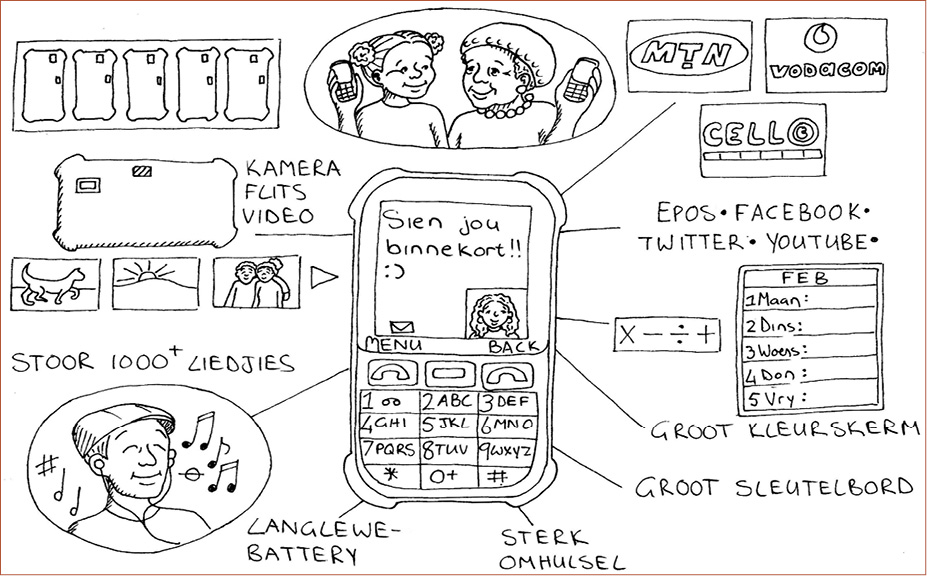 MTN
VODACOM
CELL C
KAMERA
FLITS
VIDEO
Sien jou
binnekort!!
:)
MENU BACK
1 oo 2 ABC 3 DEF
4 GHI 5 JKL 6 MNO
7 PQRS 8 TUV 9 WXYZ
* 0+ #
EPOS • FACEBOOK •
TWITTER • YOUTUBE •
X − ÷ +
FEB
1 Maan:
2 Dins:
3 Woens:
4 Don:
5 Vry:
STOOR 1000+ LIEDJIES
#
GROOT KLEURSKERM
GROOT SLEUTELBORD
LANGLEWE-
BATTERY
STERK
OMHULSEL